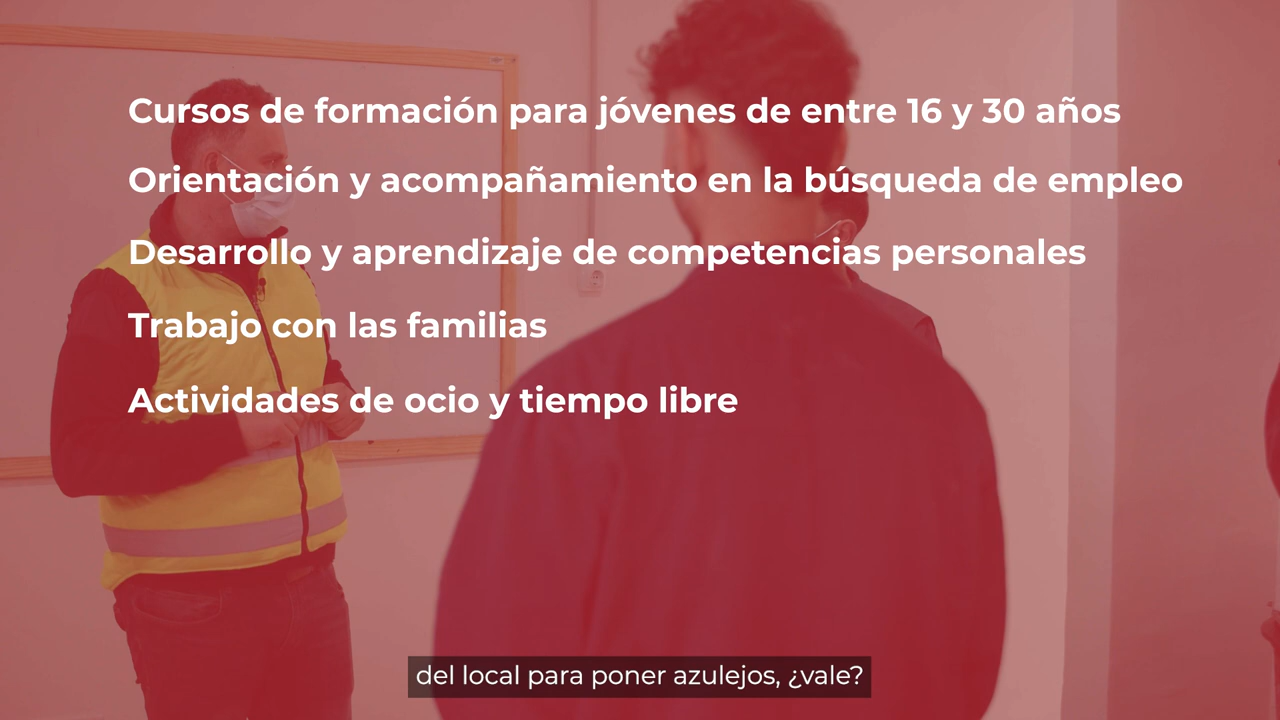 Cursos de formación para jóvenes de entre 16 y 30 años
Orientación y acompañamiento en la búsqueda de empleo
Desarrollo y aprendizaje de competencias personales
Trabajo con las familias
Actividades de ocio y tiempo libre
del local para poner azulejos, ¿vale?